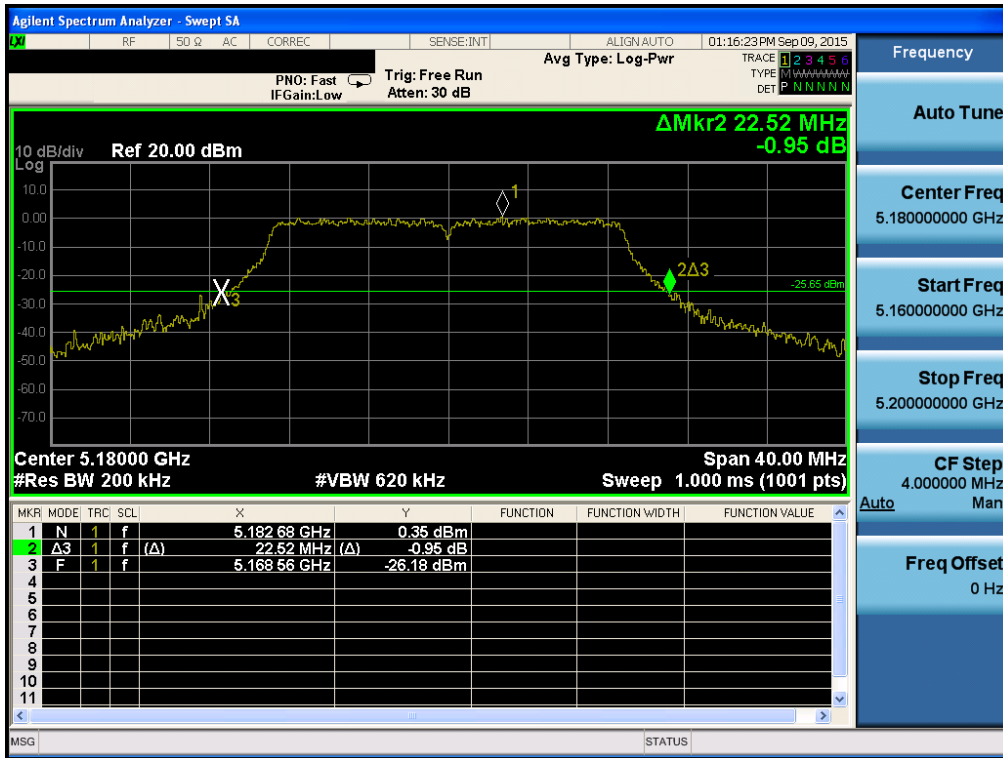 Agilent Spectrum Analyzer - Swept SA
LXI RF 50 Ω AC CORREC SENSE:INT ALIGN AUTO 01:16:23 PM Sep 09, 2015
Avg Type: Log-Pwr
TRACE 1 2 3 4 5 6
TYPE M
DET P N N N N N
PNO: Fast Trig: Free Run
IFGain:Low Atten: 30 dB
ΔMkr2 22.52 MHz
-0.95 dB
10 dB/div Ref 20.00 dBm
Log
10.0
0.00
-10.0
-20.0
-30.0
-40.0
-50.0
-60.0
-70.0
1
2Δ3
-25.65 dBm
X3
Center 5.18000 GHz Span 40.00 MHz
#Res BW 200 kHz #VBW 620 kHz Sweep 1.000 ms (1001 pts)
MKR MODE TRC SCL X Y FUNCTION FUNCTION WIDTH FUNCTION VALUE
1 N 1 f 5.182 68 GHz 0.35 dBm
2 Δ3 1 f (Δ) 22.52 MHz (Δ) -0.95 dB
3 F 1 f 5.168 56 GHz -26.18 dBm
4
5
6
7
8
9
10
11
MSG STATUS
Frequency
Auto Tune
Center Freq
5.180000000 GHz
Start Freq
5.160000000 GHz
Stop Freq
5.200000000 GHz
CF Step
4.000000 MHz
Auto Man
Freq Offset
0 Hz